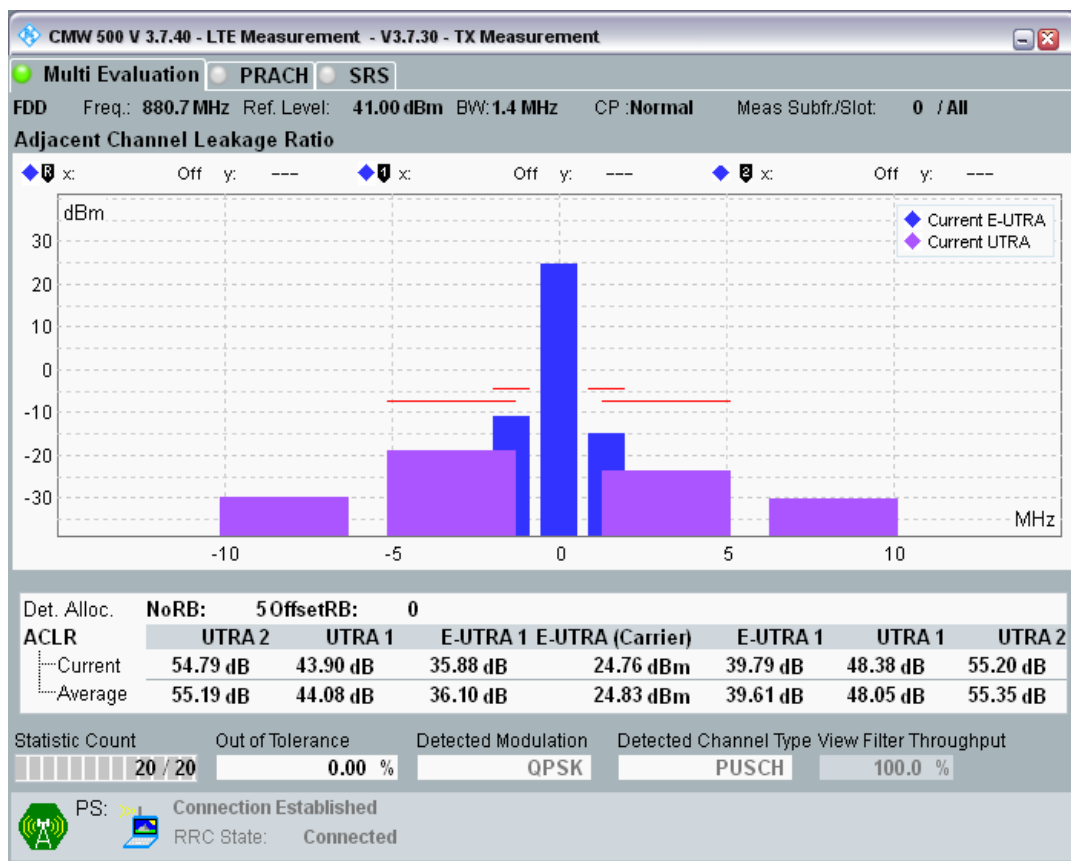 CMW 500 V 3.7.40 - LTE Measurement - V3.7.30 - TX Measurement
Multi Evaluation PRACH SRS
FDD Freq.: 880.7 MHz Ref. Level: 41.00 dBm BW: 1.4 MHz CP :Normal Meas Subfr./Slot: 0 / All
Adjacent Channel Leakage Ratio
R x: Off y: --- 1 x: Off y: --- 2 x: Off y: ---
dBm
Current E-UTRA
Current UTRA
30
20
10
0
-10
-20
-30
MHz
-10 -5 0 5 10
Det. Alloc. NoRB: 5 OffsetRB: 0
ACLR UTRA 2 UTRA 1 E-UTRA 1 E-UTRA (Carrier) E-UTRA 1 UTRA 1 UTRA 2
Current 54.79 dB 43.90 dB 35.88 dB 24.76 dBm 39.79 dB 48.38 dB 55.20 dB
Average 55.19 dB 44.08 dB 36.10 dB 24.83 dBm 39.61 dB 48.05 dB 55.35 dB
Statistic Count Out of Tolerance Detected Modulation Detected Channel Type View Filter Throughput
20 / 20 0.00 % QPSK PUSCH 100.0 %
PS: Connection Established
RRC State: Connected